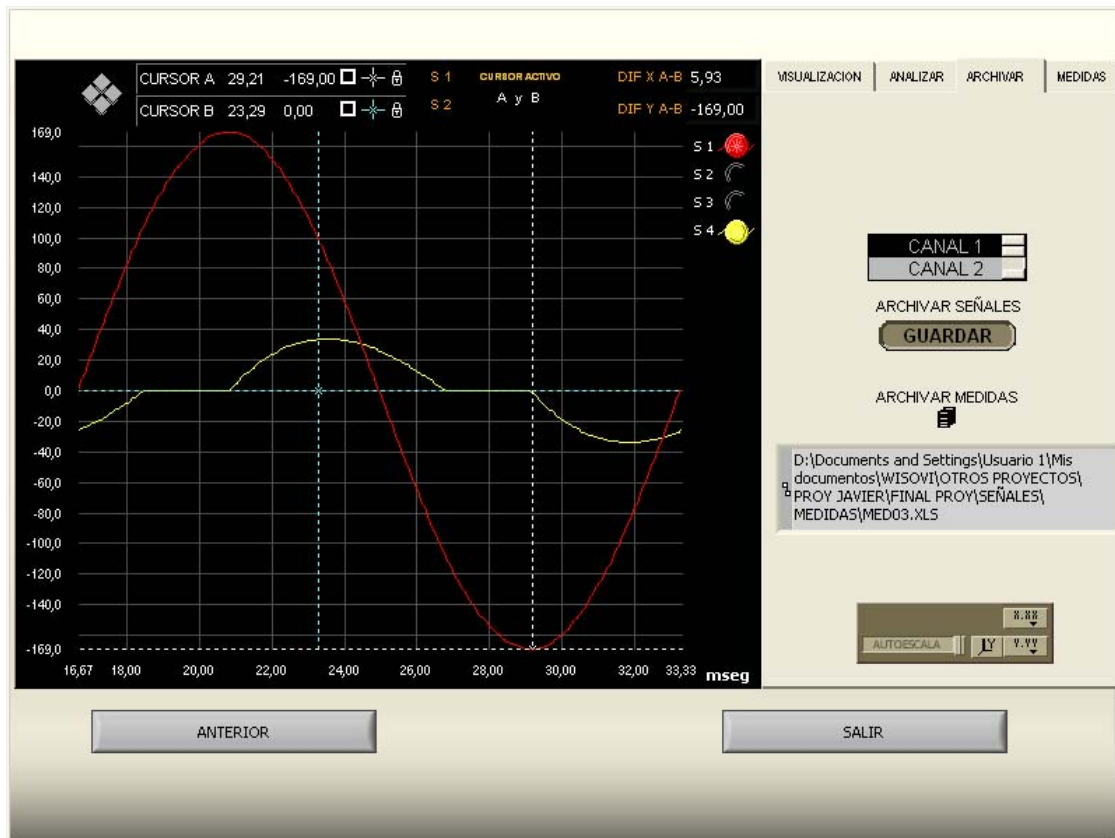 CURSOR A 29,21 -169,00
S 1 CURSOR ACTIVO DIF X A-B 5,93
CURSOR B 23,29 0,00
S 2 A y B DIF Y A-B -169,00
VISUALIZACION ANALIZAR ARCHIVAR MEDIDAS
169,0
140,0
120,0
100,0
80,0
60,0
40,0
20,0
0,0
-20,0
-40,0
-60,0
-80,0
-100,0
-120,0
-140,0
-169,0
16,67 18,00 20,00 22,00 24,00 26,00 28,00 30,00 32,00 33,33 mseg
S 1
S 2
S 3
S 4
CANAL 1
CANAL 2
ARCHIVAR SEÑALES
GUARDAR
ARCHIVAR MEDIDAS
D:\Documents and Settings\Usuario 1\Mis
documentos\WISOVI\OTROS PROYECTOS\
PROY JAVIER\FINAL PROY\SEÑALES\
MEDIDAS\MED03.XLS
X.XX
AUTOESCALA Y Y.YY
ANTERIOR SALIR